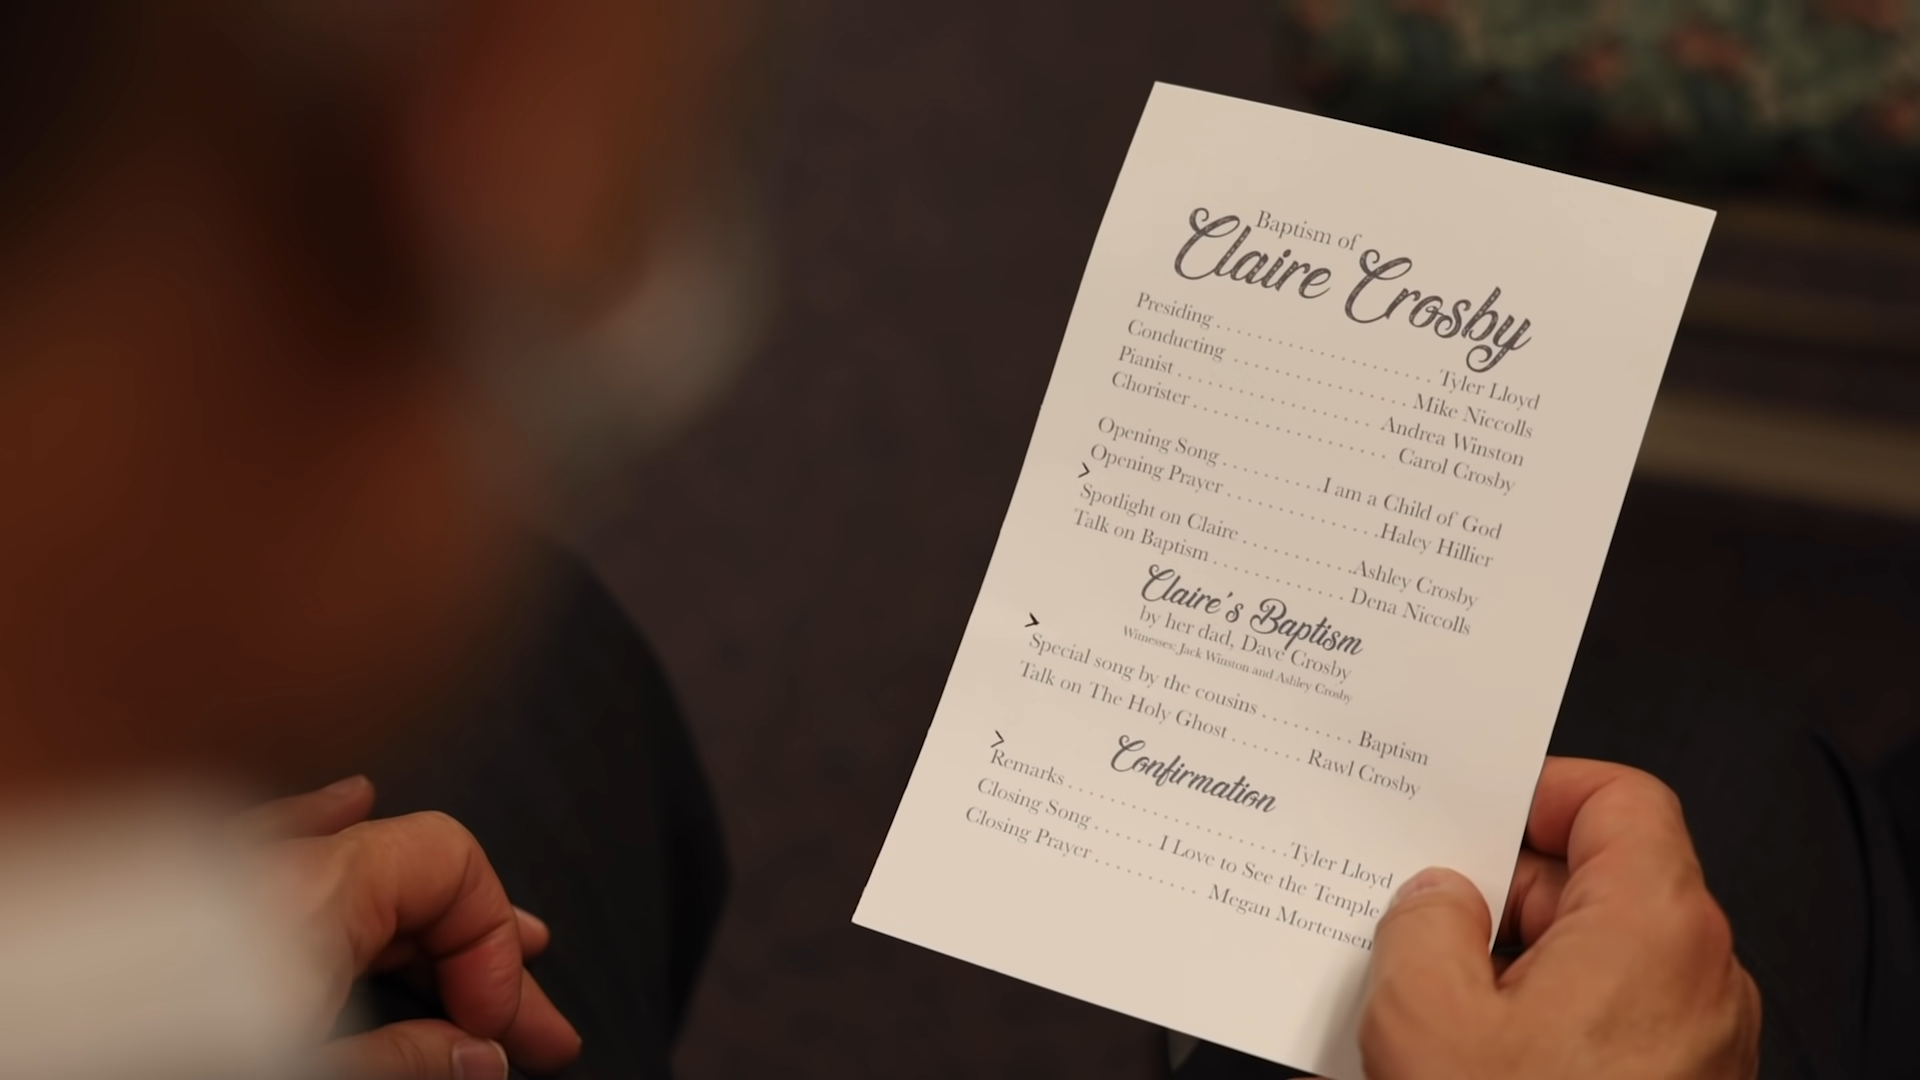 Baptism of
Claire Crosby
Presiding . . . . . . . . . . . . . . . . . . . . . . Tyler Lloyd
Conducting . . . . . . . . . . . . . . . . . . Mike Niccolls
Pianist . . . . . . . . . . . . . . . . . . . . Andrea Winston
Chorister . . . . . . . . . . . . . . . . . . . . Carol Crosby
Opening Song . . . . . . . . . . I am a Child of God
Opening Prayer . . . . . . . . . . . . . . . Haley Hillier
>
Spotlight on Claire . . . . . . . . . . . Ashley Crosby
Talk on Baptism . . . . . . . . . . . . . . Dena Niccolls
Claire's Baptism
by her dad, Dave Crosby
Witnesses: Jack Winston and Ashley Crosby
>
Special song by the cousins . . . . . . . . . Baptism
Talk on The Holy Ghost . . . . . . . Rawl Crosby
Confirmation
>
Remarks . . . . . . . . . . . . . . . . . . . . . . Tyler Lloyd
Closing Song . . . . . . I Love to See the Temple
Closing Prayer . . . . . . . . . . . Megan Mortensen